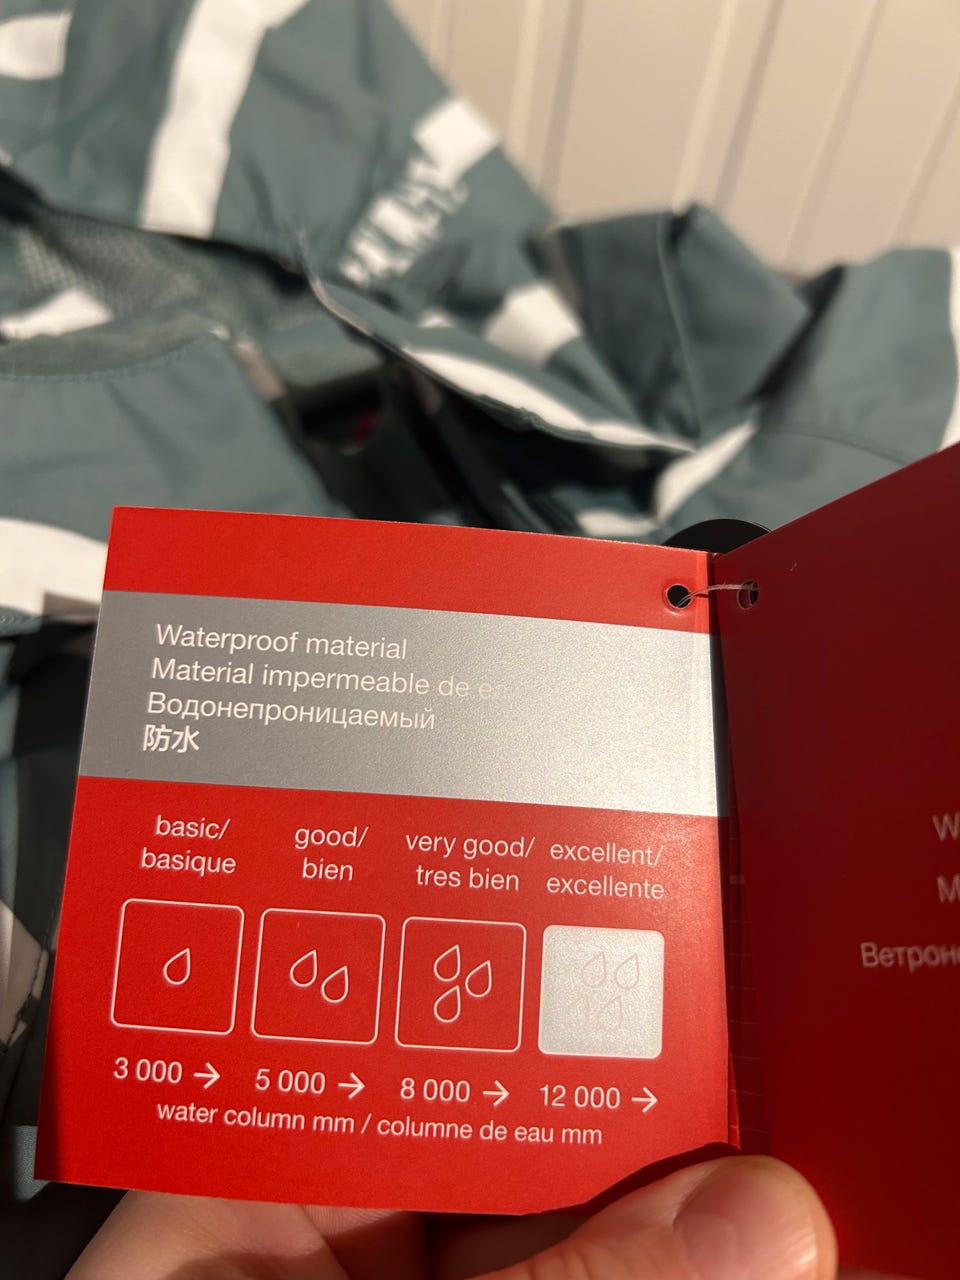 Waterproof material
Material impermeable de
Водонепроницаемый
防水
basic/
basique
good/
bien
very good/
tres bien
excellent/
excellente
3 000 → 5 000 → 8 000 → 12 000 →
water column mm / columne de eau mm